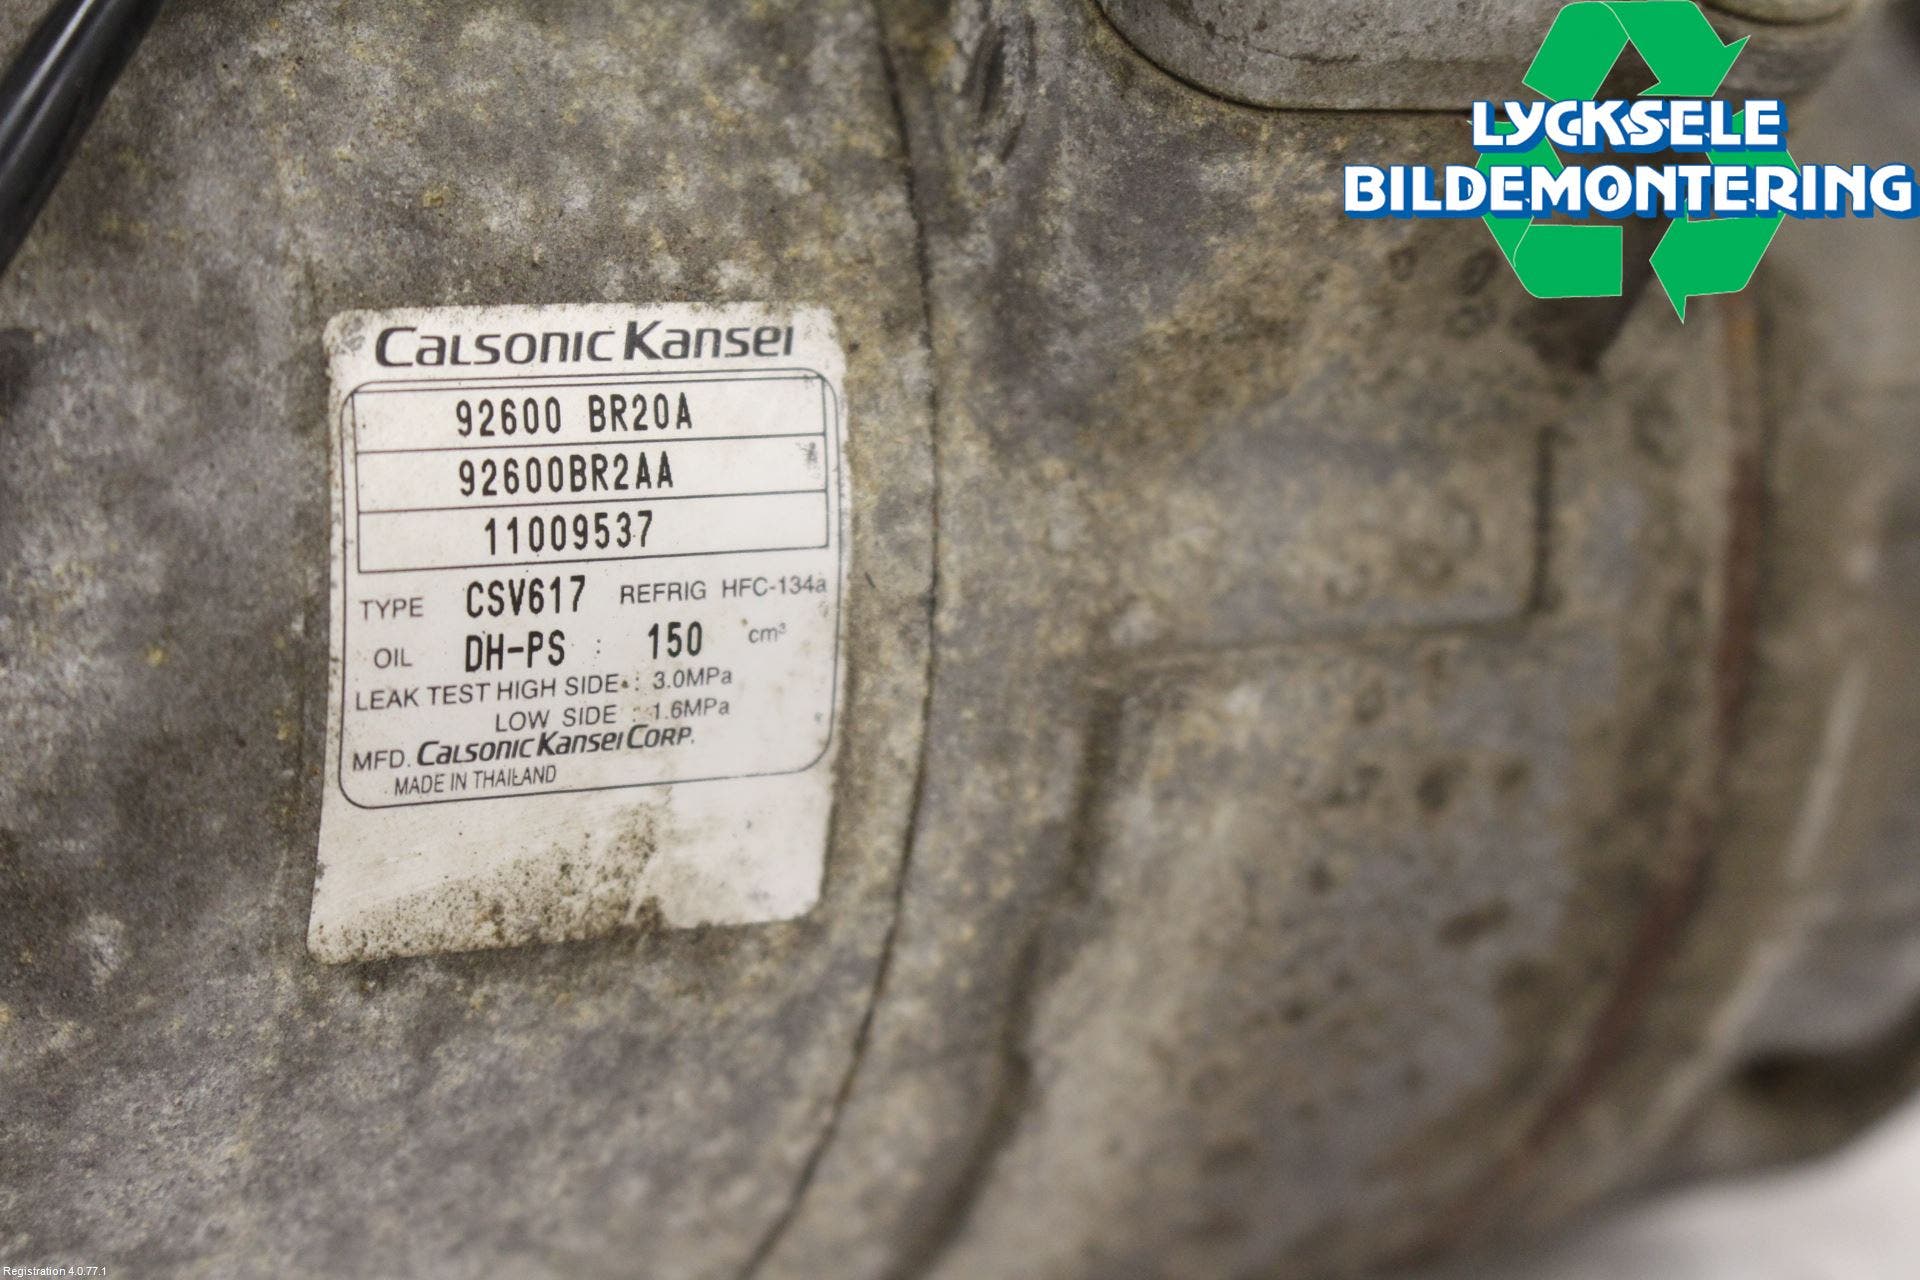 LYCKSELE
BILDEMONTERING
CALSONIC KANSEI
92600 BR20A
92600BR2AA
11009537
TYPE CSV617 REFRIG HFC-134a
OIL DH-PS : 150 cm³
LEAK TEST HIGH SIDE : 3.0MPa
LOW SIDE : 1.6MPa
MFD. CALSONIC KANSEI CORP.
MADE IN THAILAND
Registration 4.0.77.1